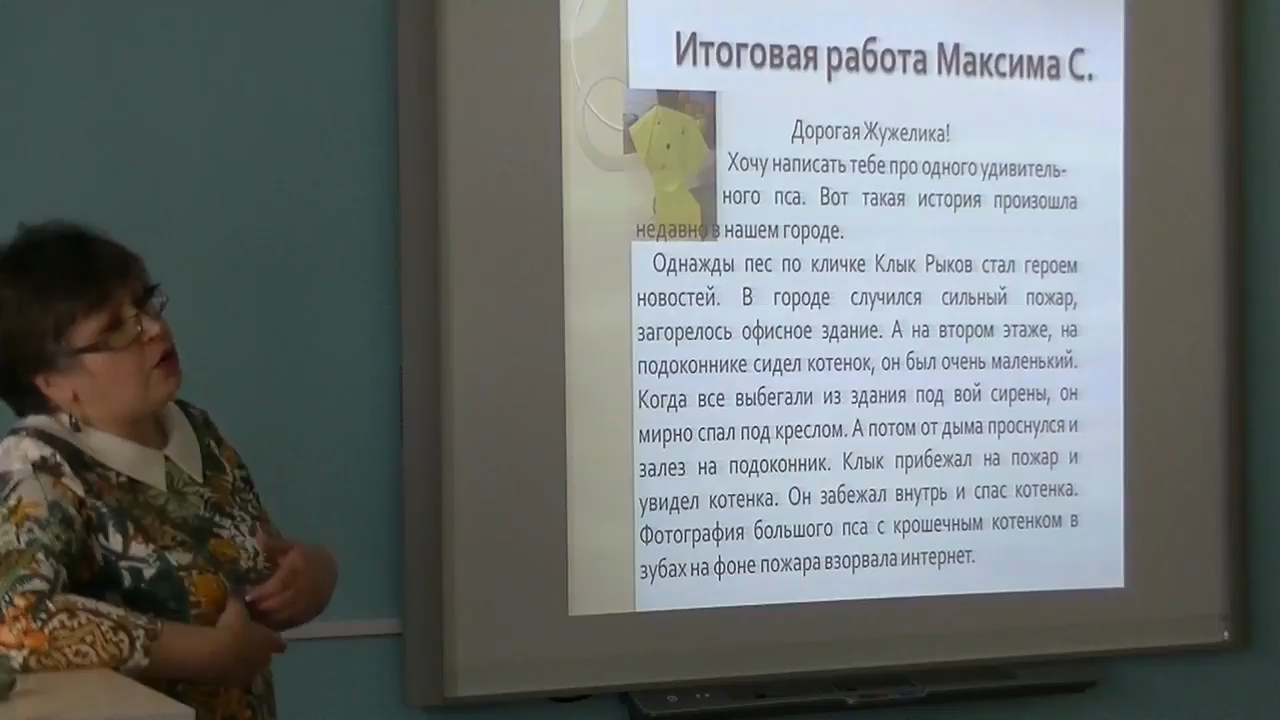 Итоговая работа Максима С.
Дорогая Жужелика!
Хочу написать тебе про одного удивитель-
ного пса. Вот такая история произошла
недавно в нашем городе.
Однажды пес по кличке Клык Рыков стал героем
новостей. В городе случился сильный пожар,
загорелось офисное здание. А на втором этаже, на
подоконнике сидел котенок, он был очень маленький.
Когда все выбегали из здания под вой сирены, он
мирно спал под креслом. А потом от дыма проснулся и
залез на подоконник. Клык прибежал на пожар и
увидел котенка. Он забежал внутрь и спас котенка.
Фотография большого пса с крошечным котенком в
зубах на фоне пожара взорвала интернет.